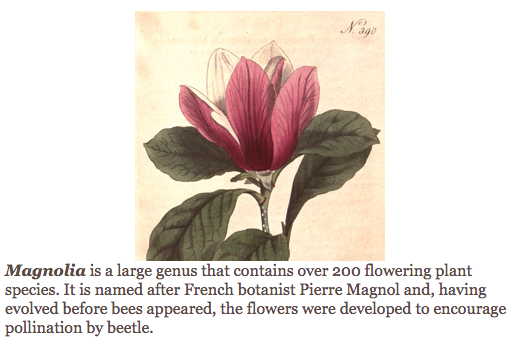 N.º 390
Magnolia is a large genus that contains over 200 flowering plant
species. It is named after French botanist Pierre Magnol and, having
evolved before bees appeared, the flowers were developed to encourage
pollination by beetle.